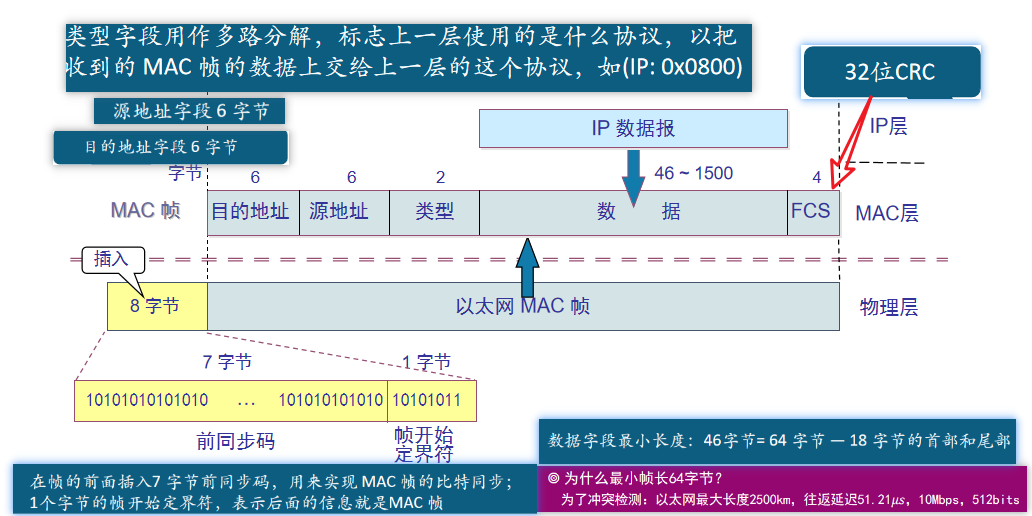 类型字段用作多路分解，标志上一层使用的是什么协议，以把
收到的 MAC 帧的数据上交给上一层的这个协议，如(IP: 0x0800)
32位CRC
源地址字段 6 字节
目的地址字段 6 字节
IP 数据报
IP层
字节
6
6
2
46 ~ 1500
4
MAC 帧
目的地址
源地址
类型
数 据
FCS
MAC层
插入
8 字节
以太网 MAC 帧
物理层
7 字节
1 字节
10101010101010 … 101010101010
10101011
前同步码
帧开始
定界符
数据字段最小长度：46字节= 64 字节 — 18 字节的首部和尾部
在帧的前面插入7 字节前同步码，用来实现 MAC 帧的比特同步；
1个字节的帧开始定界符，表示后面的信息就是MAC 帧
◎ 为什么最小帧长64字节？
为了冲突检测：以太网最大长度2500km，往返延迟51.21μs，10Mbps，512bits